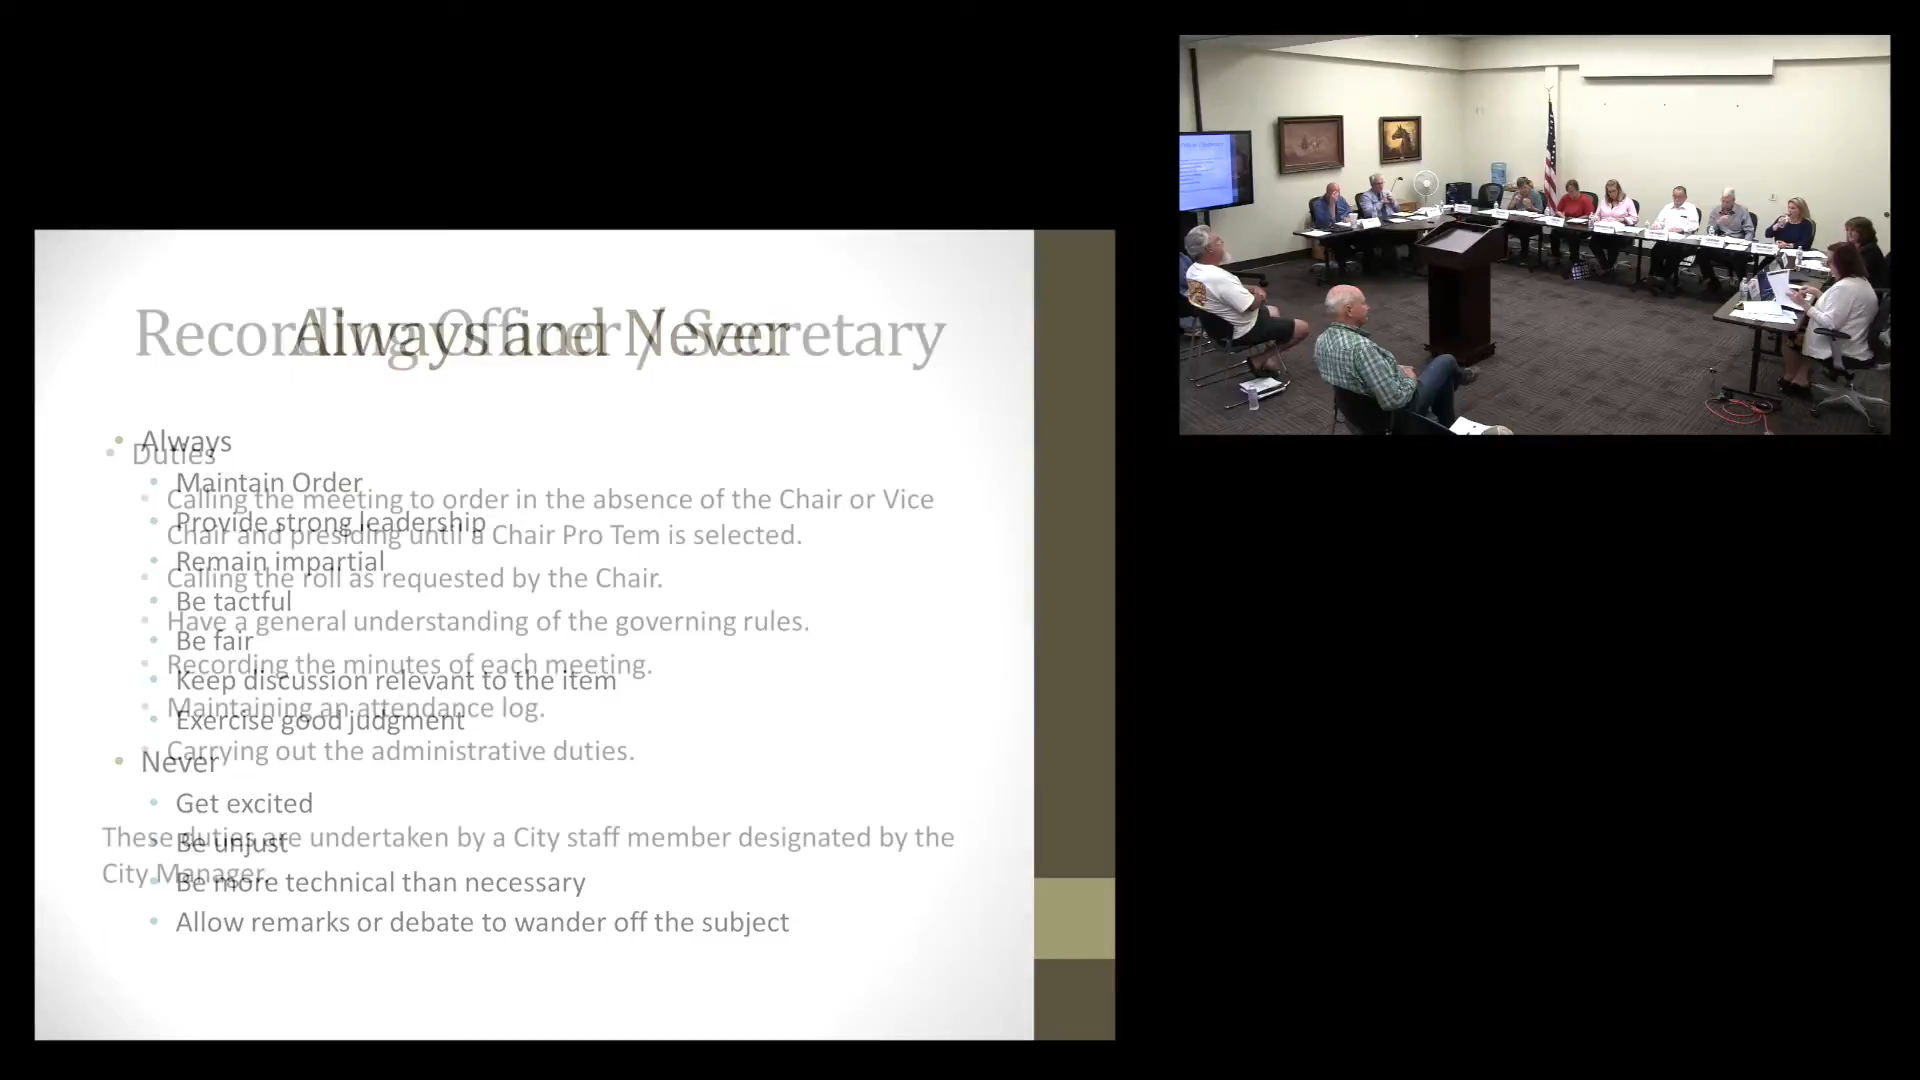 Always and Never
Recording Officer / Secretary
Always
Maintain Order
Provide strong leadership
Remain impartial
Be tactful
Be fair
Keep discussion relevant to the item
Exercise good judgment
Never
Get excited
Be unjust
Be more technical than necessary
Allow remarks or debate to wander off the subject
Duties
Calling the meeting to order in the absence of the Chair or Vice
Chair and presiding until a Chair Pro Tem is selected.
Calling the roll as requested by the Chair.
Have a general understanding of the governing rules.
Recording the minutes of each meeting.
Maintaining an attendance log.
Carrying out the administrative duties.
These duties are undertaken by a City staff member designated by the
City Manager.